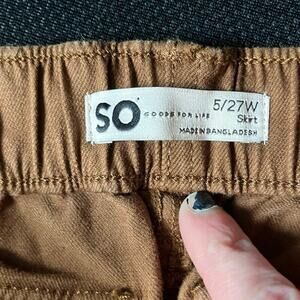 SO GOODS FOR LIFE
5/27W
Skirt
MADE IN BANGLADESH